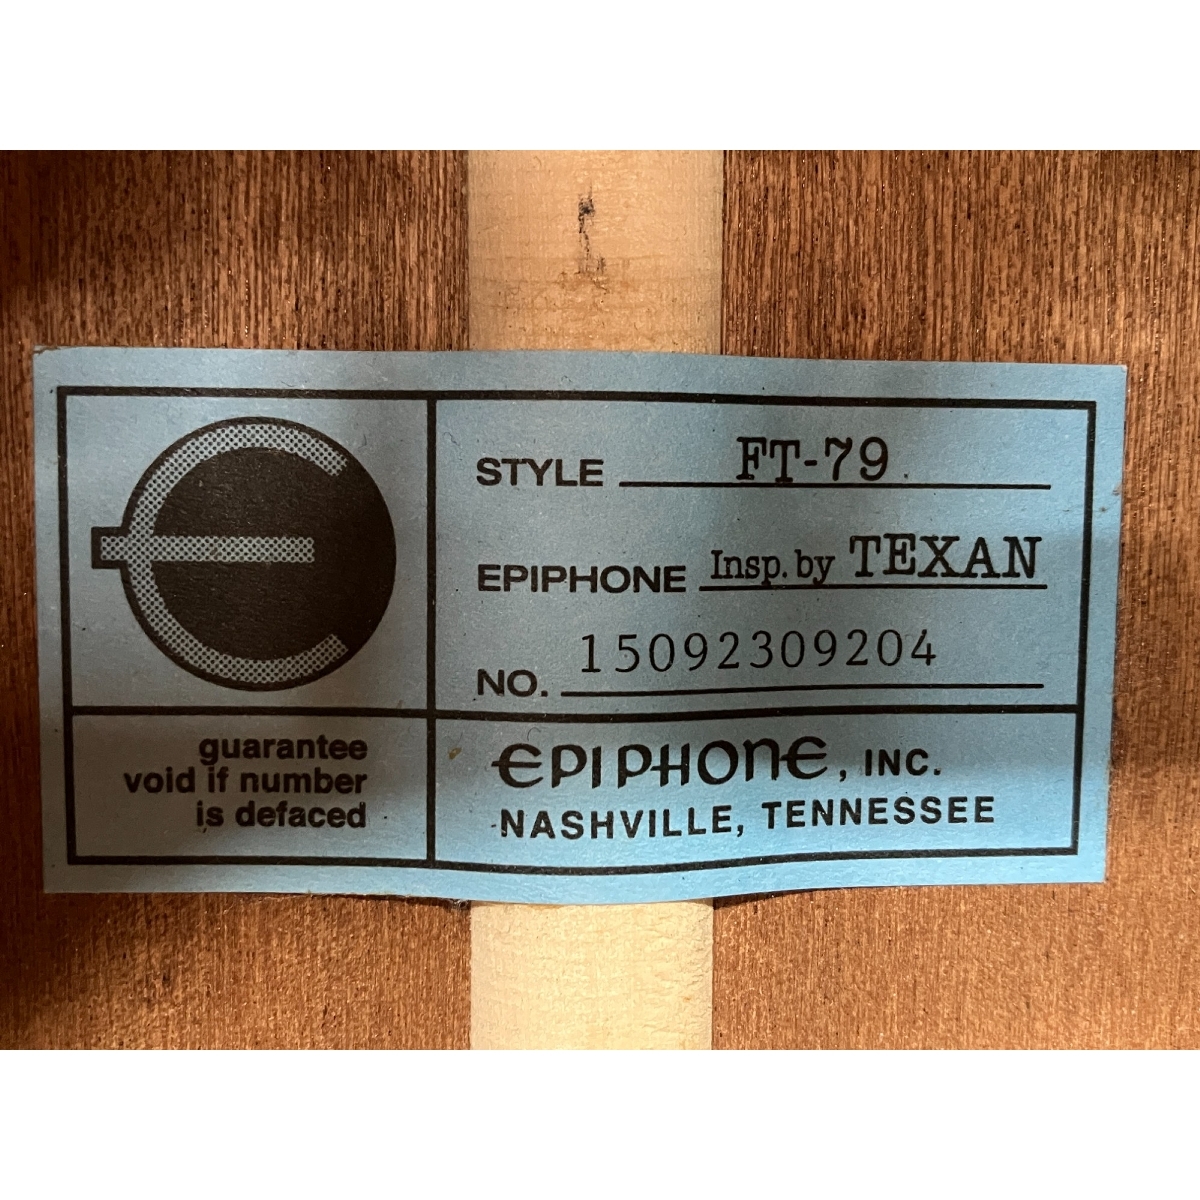 STYLE FT-79
EPIPHONE Insp. by TEXAN
NO. 15092309204
guarantee
void if number
is defaced
EPIPHONE, INC.
NASHVILLE, TENNESSEE